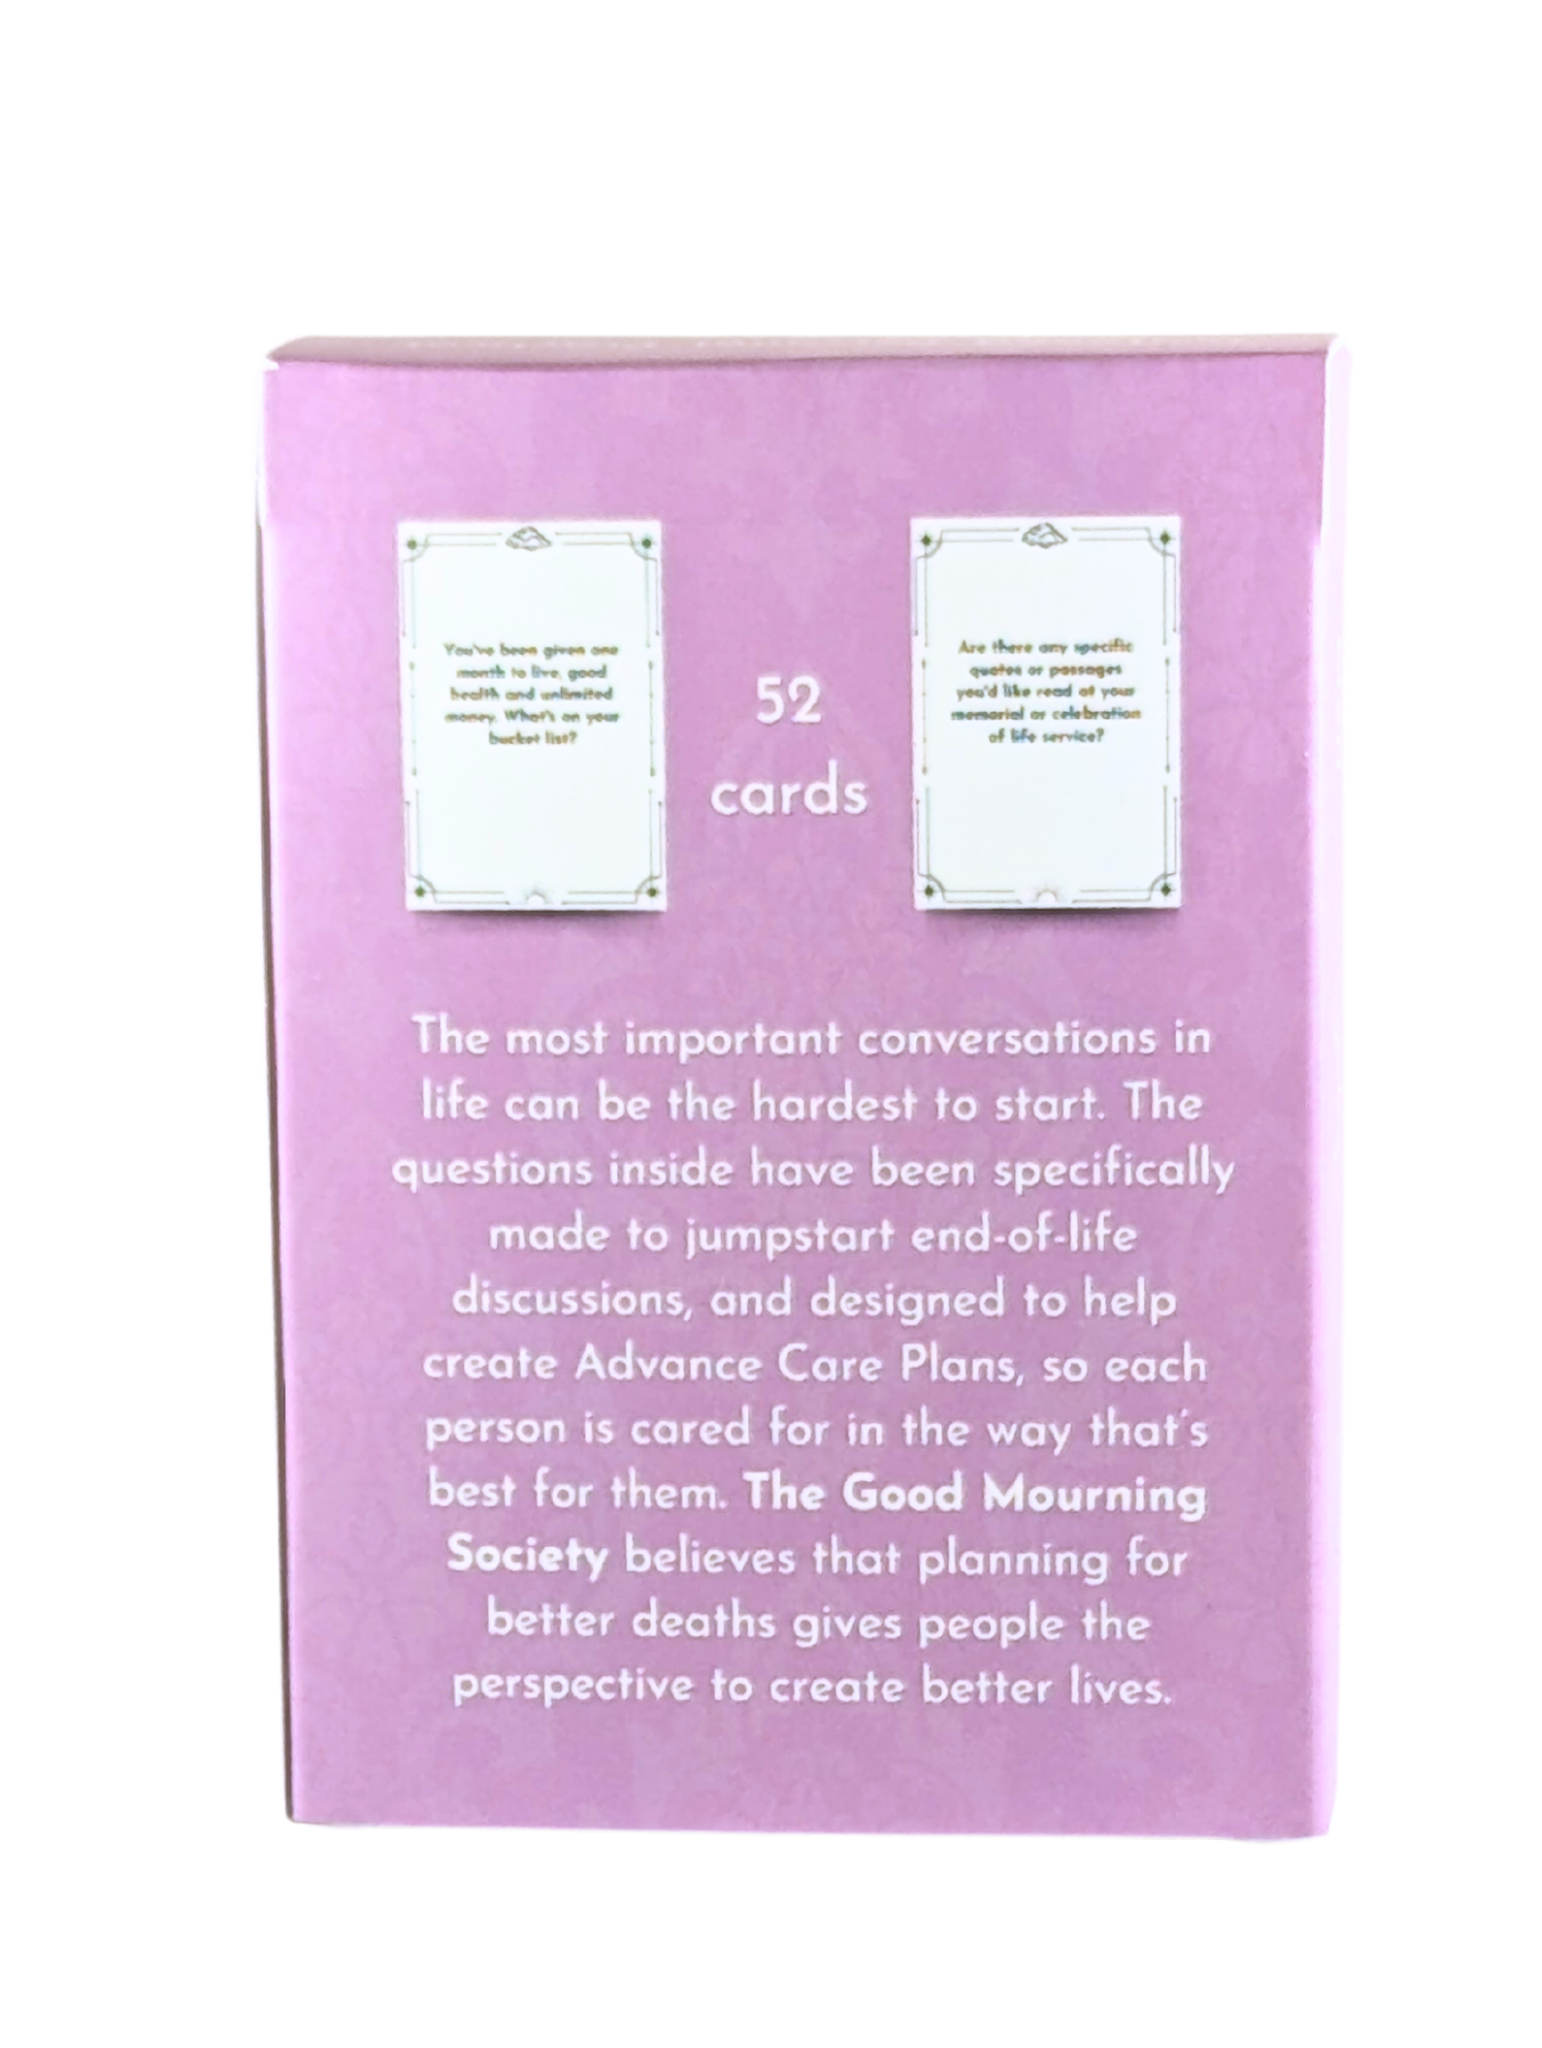 You've been given one
month to live, good
health and unlimited
money. What's on your
bucket list?
52
cards
Are there any specific
quotes or passages
you'd like read at your
memorial or celebration
of life service?
The most important conversations in
life can be the hardest to start. The
questions inside have been specifically
made to jumpstart end-of-life
discussions, and designed to help
create Advance Care Plans, so each
person is cared for in the way that's
best for them. The Good Mourning
Society believes that planning for
better deaths gives people the
perspective to create better lives.